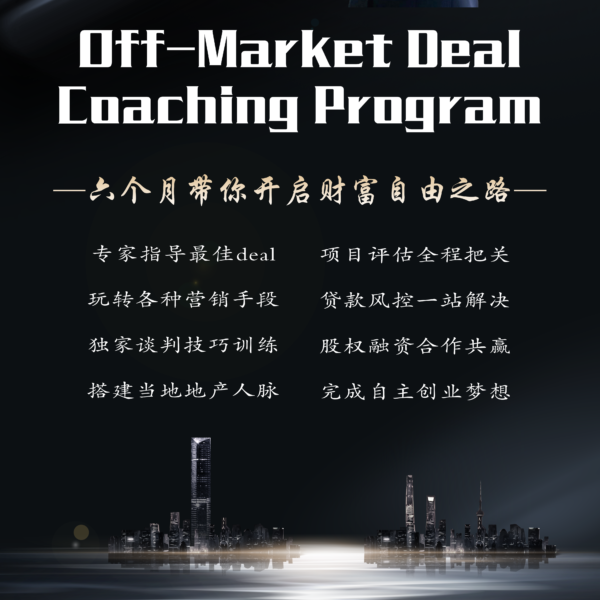 Off-Market Deal
Coaching Program
—六个月带你开启财富自由之路—
专家指导最佳deal
玩转各种营销手段
独家谈判技巧训练
搭建当地地产人脉
项目评估全程把关
贷款风控一站解决
股权融资合作共赢
完成自主创业梦想